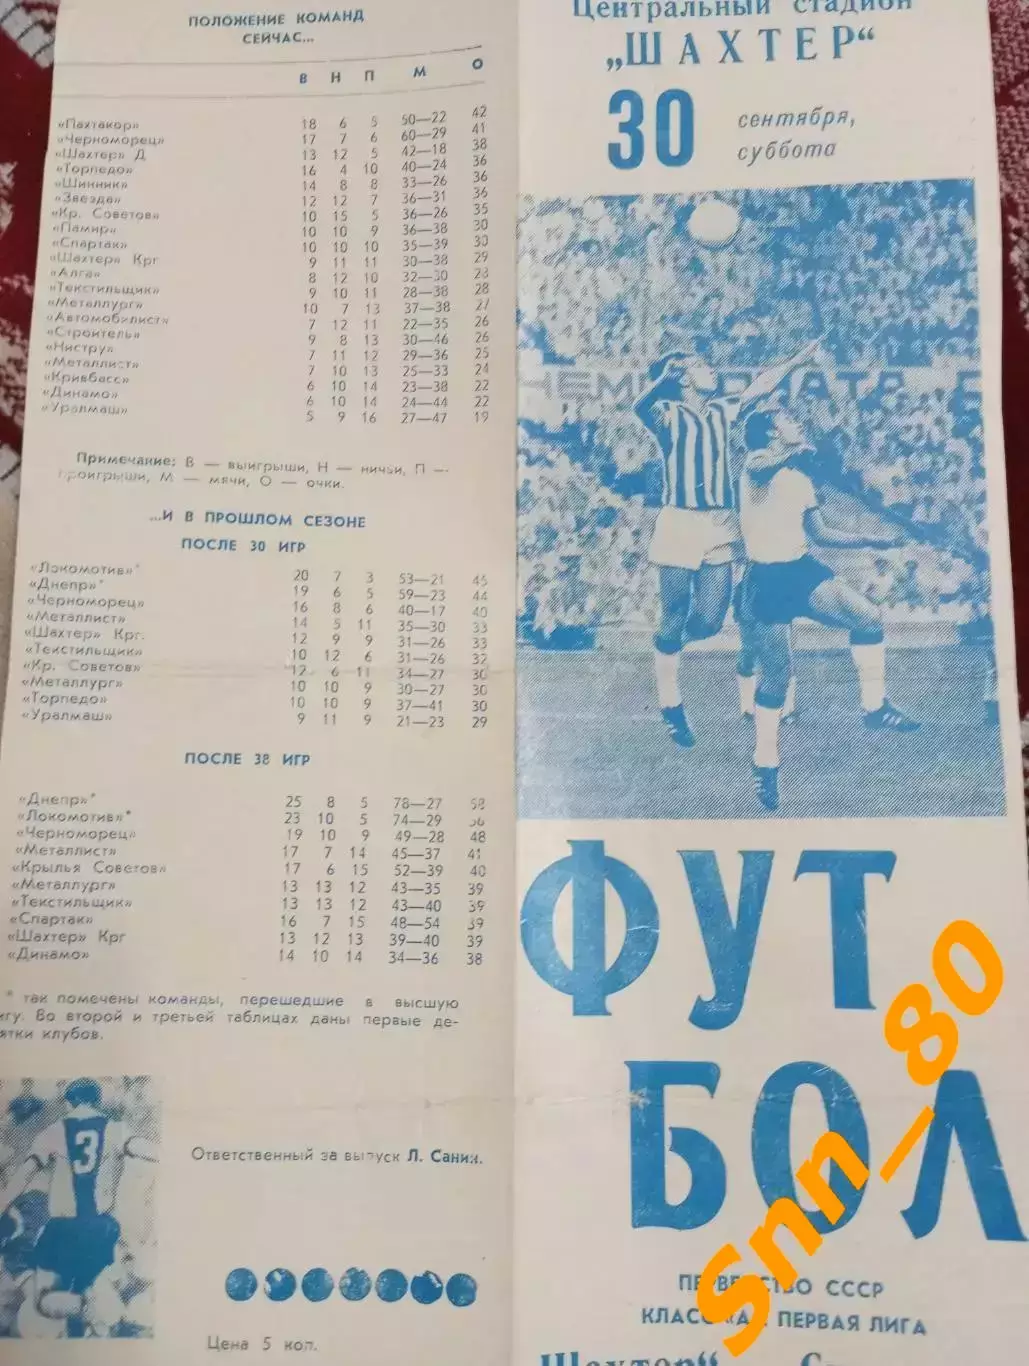 ПОЛОЖЕНИЕ КОМАНД
СЕЙЧАС...
В Н П М О
«Пахтакор» 18 6 5 50—22 42
«Черноморец» 17 7 6 60—29 41
«Шахтер» Д 13 12 5 42—18 38
«Торпедо» 16 4 10 40—24 36
«Шинник» 14 8 8 33—26 36
«Звезда» 12 12 7 36—31 36
«Кр. Советов» 10 15 5 36—26 35
«Памир» 10 10 9 36—38 30
«Спартак» 10 10 10 35—39 30
«Шахтер» Крг 9 11 11 30—38 29
«Алга» 8 12 10 32—30 28
«Текстильщик» 9 10 11 28—38 28
«Металлург» 10 7 13 37—38 27
«Автомобилист» 7 12 11 22—35 26
«Строитель» 9 8 13 30—46 26
«Нистру» 7 11 12 29—36 25
«Металлист» 7 10 13 25—33 24
«Кривбасс» 6 10 14 23—38 22
«Динамо» 6 10 14 24—44 22
«Уралмаш» 5 9 16 27—47 19
Примечание: В — выигрыши, Н — ничьи, П —
проигрыши, М — мячи, О — очки.
...И В ПРОШЛОМ СЕЗОНЕ
ПОСЛЕ 30 ИГР
«Локомотив»* 20 7 3 53—21 45
«Днепр»* 19 6 5 59—23 44
«Черноморец» 16 8 6 40—17 40
«Металлист» 14 5 11 35—30 33
«Шахтер» Крг. 12 9 9 31—26 33
«Текстильщик» 10 12 6 31—26 32
«Кр. Советов» 12 6 11 34—27 30
«Металлург» 10 10 9 30—27 30
«Торпедо» 10 10 9 37—41 30
«Уралмаш» 9 11 9 21—23 29
ПОСЛЕ 38 ИГР
«Днепр»* 25 8 5 78—27 58
«Локомотив»* 23 10 5 74—29 56
«Черноморец» 19 10 9 49—28 48
«Металлист» 17 7 14 45—37 41
«Крылья Советов» 17 6 15 52—39 40
«Металлург» 13 13 12 43—35 39
«Текстильщик» 13 13 12 43—40 39
«Спартак» 16 7 15 48—54 39
«Шахтер» Крг 13 12 13 39—40 39
«Динамо» 14 10 14 34—36 38
* так помечены команды, перешедшие в высшую
лигу. Во второй и третьей таблицах даны первые де-
сятки клубов.
3
Ответственный за выпуск Л. Санин.
Цена 5 коп.
Центральный стадион
„ШАХТЕР“
30 сентября,
суббота
ФУТ
БОЛ
ПЕРВЕНСТВО СССР
КЛАСС «А». ПЕРВАЯ ЛИГА
Шахтер“
snn_80